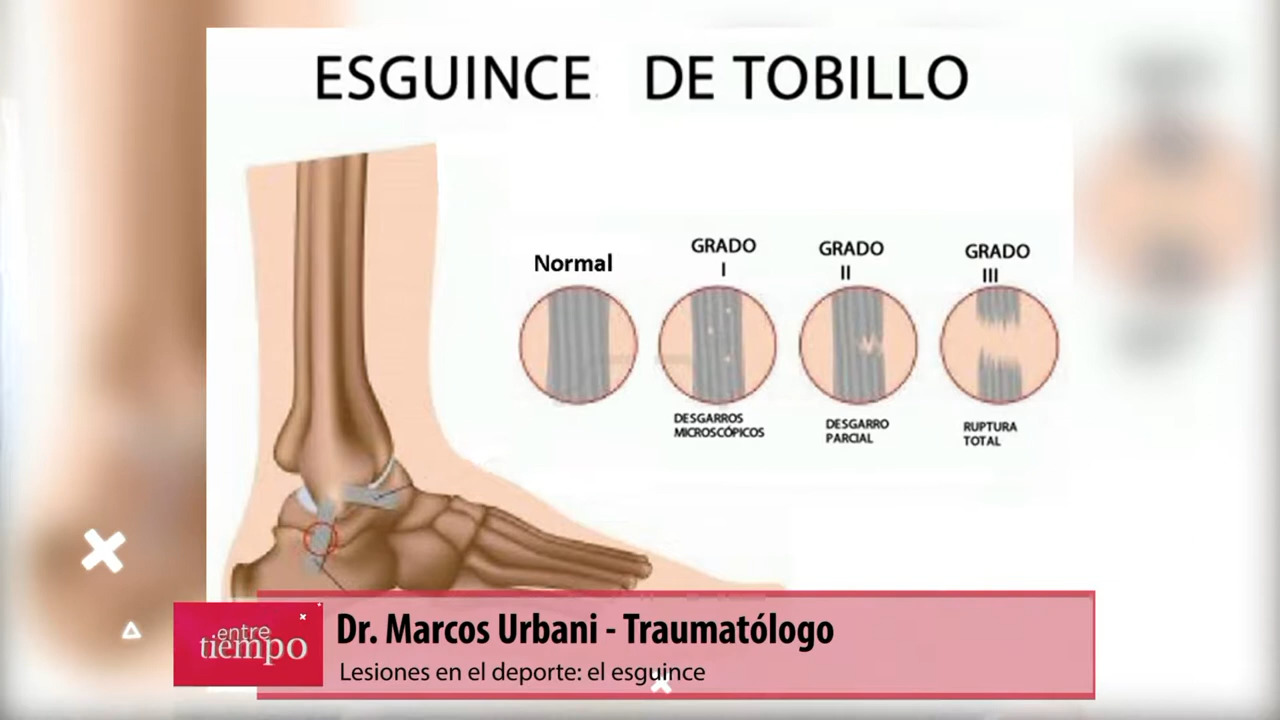 ESGUINCE DE TOBILLO
Normal
GRADO
I
GRADO
II
GRADO
III
DESGARROS
MICROSCÓPICOS
DESGARRO
PARCIAL
RUPTURA
TOTAL
entre
tiempo
Dr. Marcos Urbani - Traumatólogo
Lesiones en el deporte: el esguince